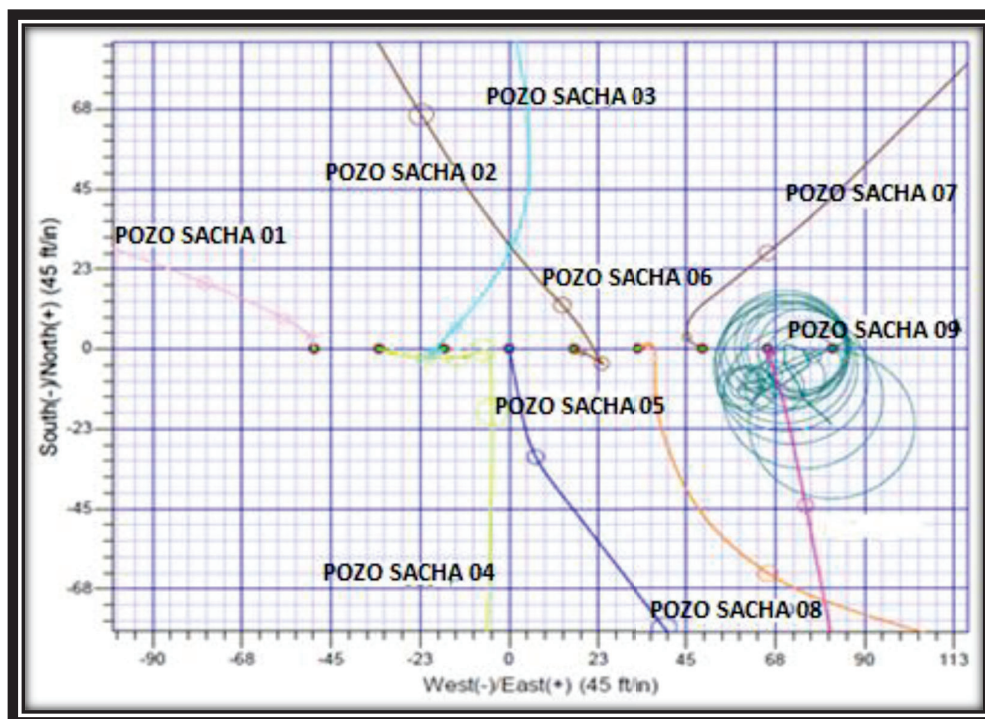 POZO SACHA 03
POZO SACHA 02
POZO SACHA 07
POZO SACHA 01
POZO SACHA 06
POZO SACHA 09
POZO SACHA 05
POZO SACHA 04
POZO SACHA 08
South(-)/North(+) (45 ft/in)
68
45
23
0
-23
-45
-68
-90 -68 -45 -23 0 23 45 68 90 113
West(-)/East(+) (45 ft/in)